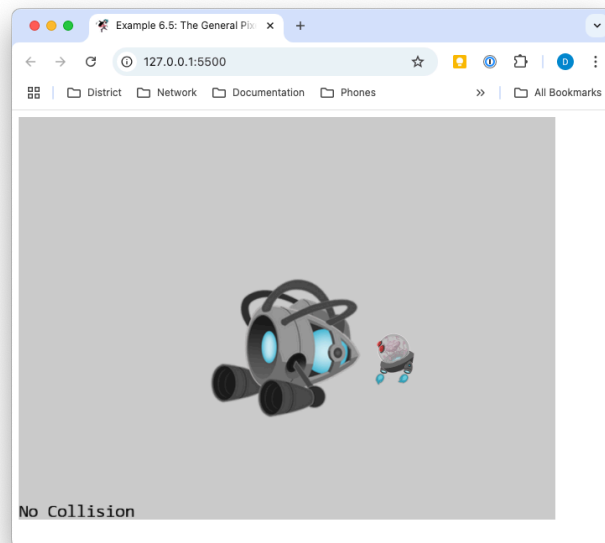 Example 6.5: The General Pix
127.0.0.1:5500
D
District
Network
Documentation
Phones
All Bookmarks
No Collision